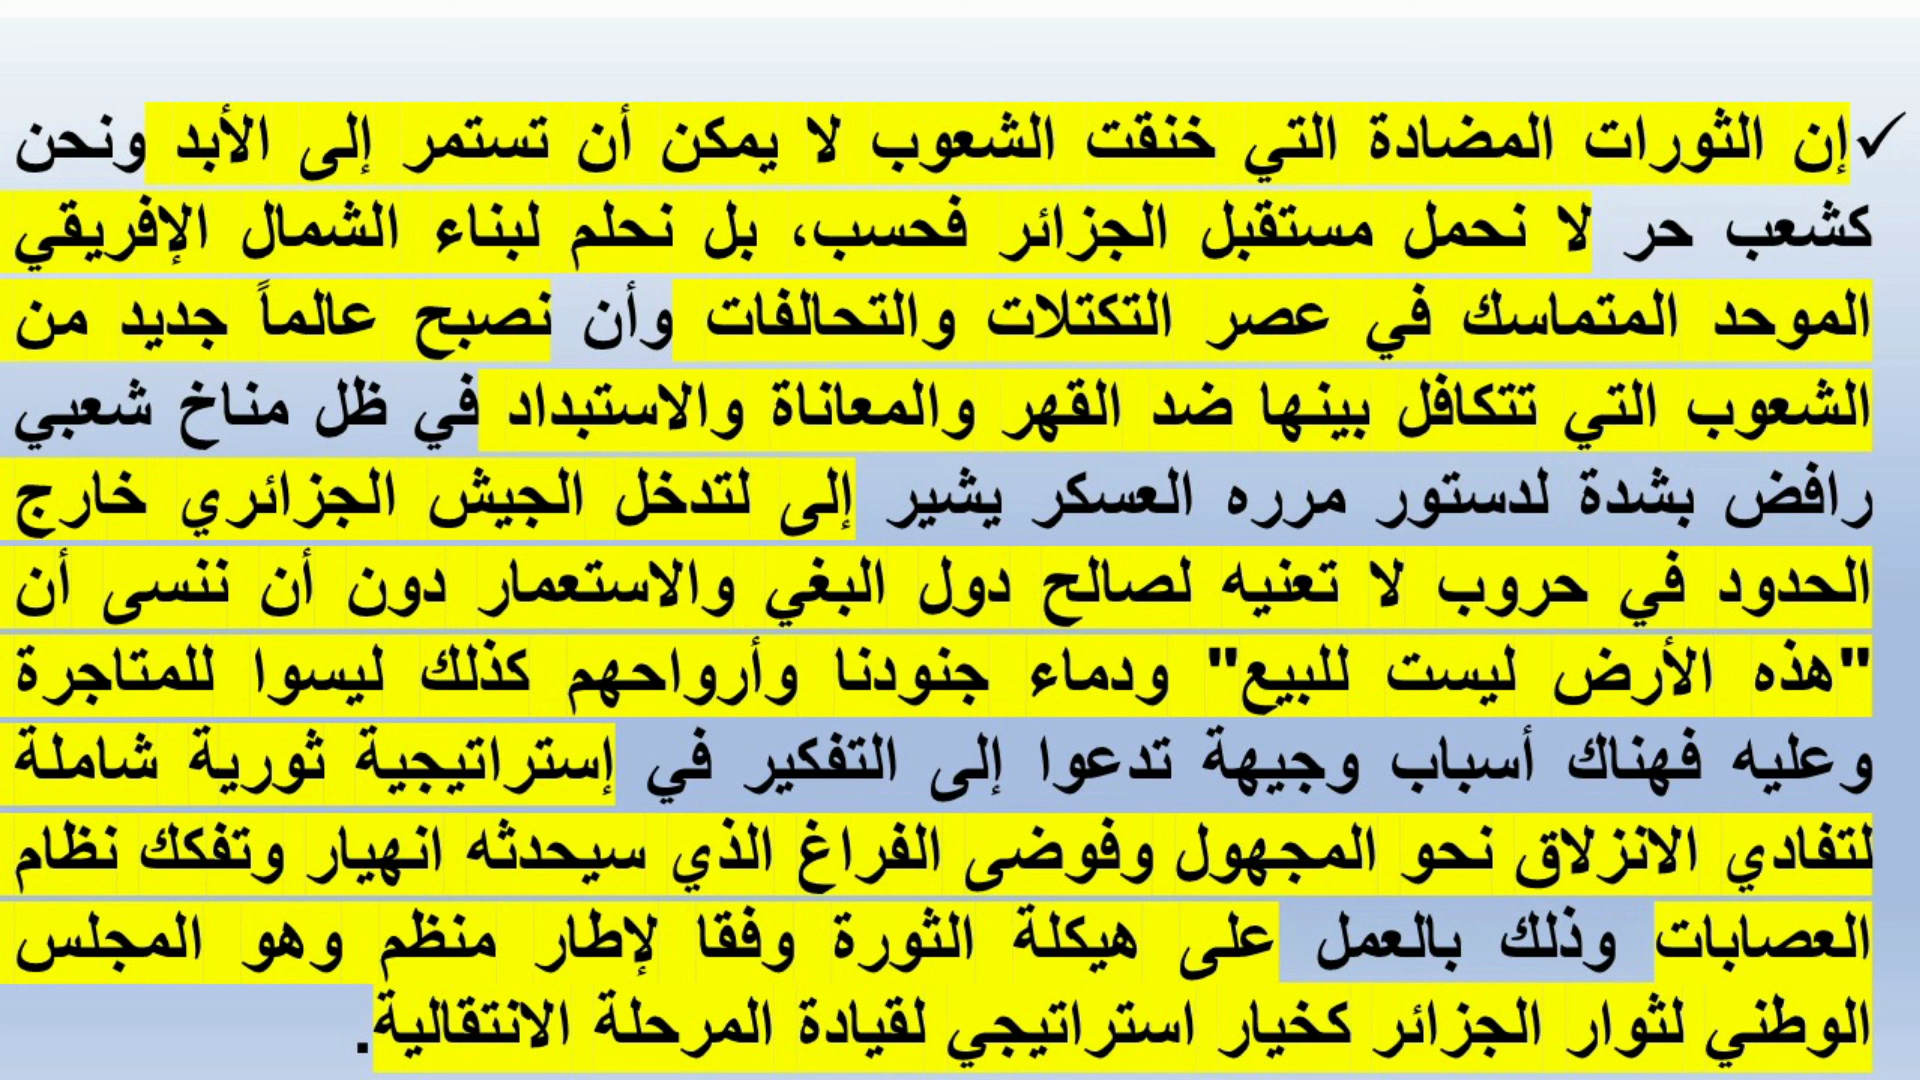 ✓إن الثورات المضادة التي خنقت الشعوب لا يمكن أن تستمر إلى الأبد ونحن
كشعب حر لا نحمل مستقبل الجزائر فحسب، بل نحلم لبناء الشمال الإفريقي
الموحد المتماسك في عصر التكتلات والتحالفات وأن نصبح عالماً جديد من
الشعوب التي تتكافل بينها ضد القهر والمعاناة والاستبداد في ظل مناخ شعبي
رافض بشدة لدستور مرره العسكر يشير إلى لتدخل الجيش الجزائري خارج
الحدود في حروب لا تعنيه لصالح دول البغي والاستعمار دون أن ننسى أن
"هذه الأرض ليست للبيع" ودماء جنودنا وأرواحهم كذلك ليسوا للمتاجرة
وعليه فهناك أسباب وجيهة تدعوا إلى التفكير في إستراتيجية ثورية شاملة
لتفادي الانزلاق نحو المجهول وفوضى الفراغ الذي سيحدثه انهيار وتفكك نظام
العصابات وذلك بالعمل على هيكلة الثورة وفقا لإطار منظم وهو المجلس
الوطني لثوار الجزائر كخيار استراتيجي لقيادة المرحلة الانتقالية.